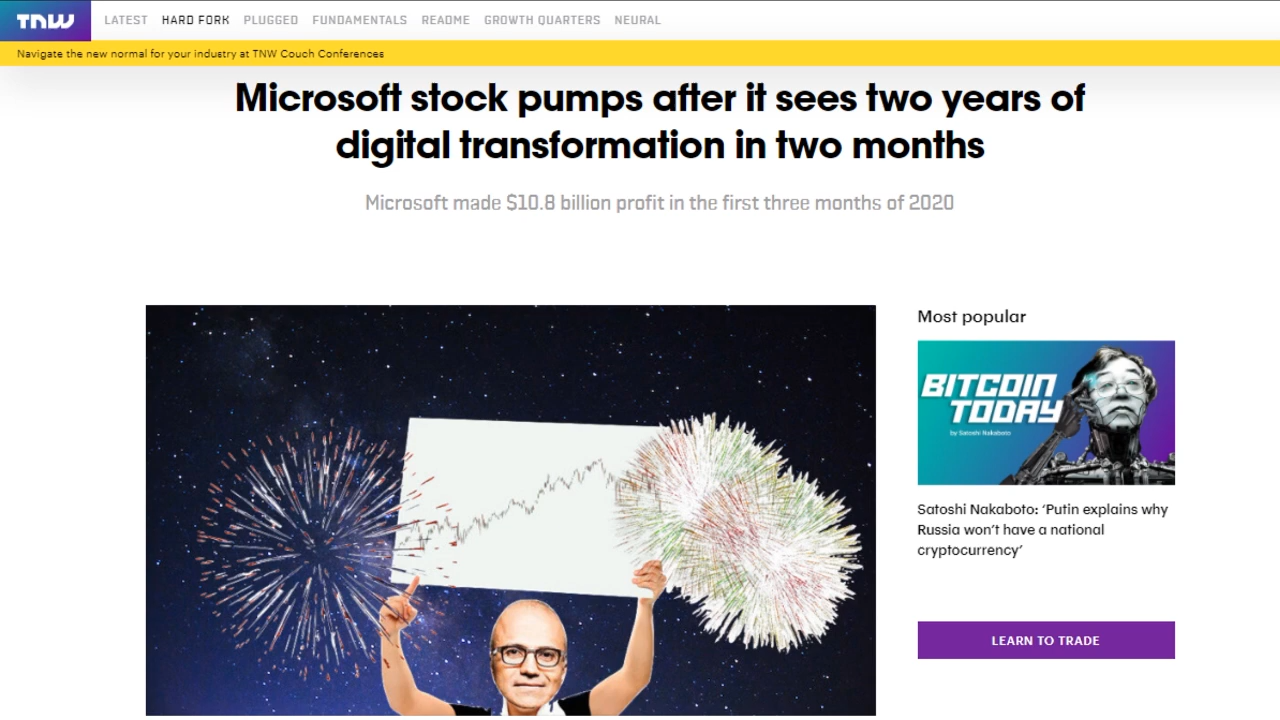 TNW LATEST HARD FORK PLUGGED FUNDAMENTALS README GROWTH QUARTERS NEURAL
Navigate the new normal for your industry at TNW Couch Conferences
Microsoft stock pumps after it sees two years of
digital transformation in two months
Microsoft made $10.8 billion profit in the first three months of 2020
Most popular
BITCOIN
TODAY
by Satoshi Nakaboto
Satoshi Nakaboto: ‘Putin explains why
Russia won’t have a national
cryptocurrency’
LEARN TO TRADE